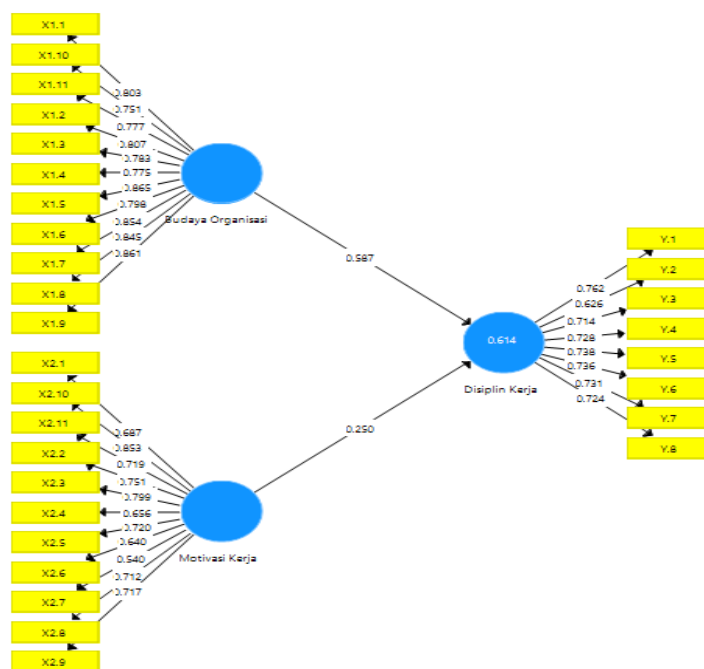 X1.1
X1.10
X1.11
X1.2
X1.3
X1.4
X1.5
X1.6
X1.7
X1.8
X1.9
0.803
0.751
0.777
0.807
0.783
0.775
0.865
0.798
0.854
0.845
0.861
Budaya Organisasi
0.587
X2.1
X2.10
X2.11
X2.2
X2.3
X2.4
X2.5
X2.6
X2.7
X2.8
X2.9
0.687
0.853
0.719
0.751
0.799
0.656
0.720
0.640
0.540
0.712
0.717
Motivasi Kerja
0.250
0.614
Disiplin Kerja
0.762
0.626
0.714
0.728
0.738
0.736
0.731
0.724
Y.1
Y.2
Y.3
Y.4
Y.5
Y.6
Y.7
Y.8